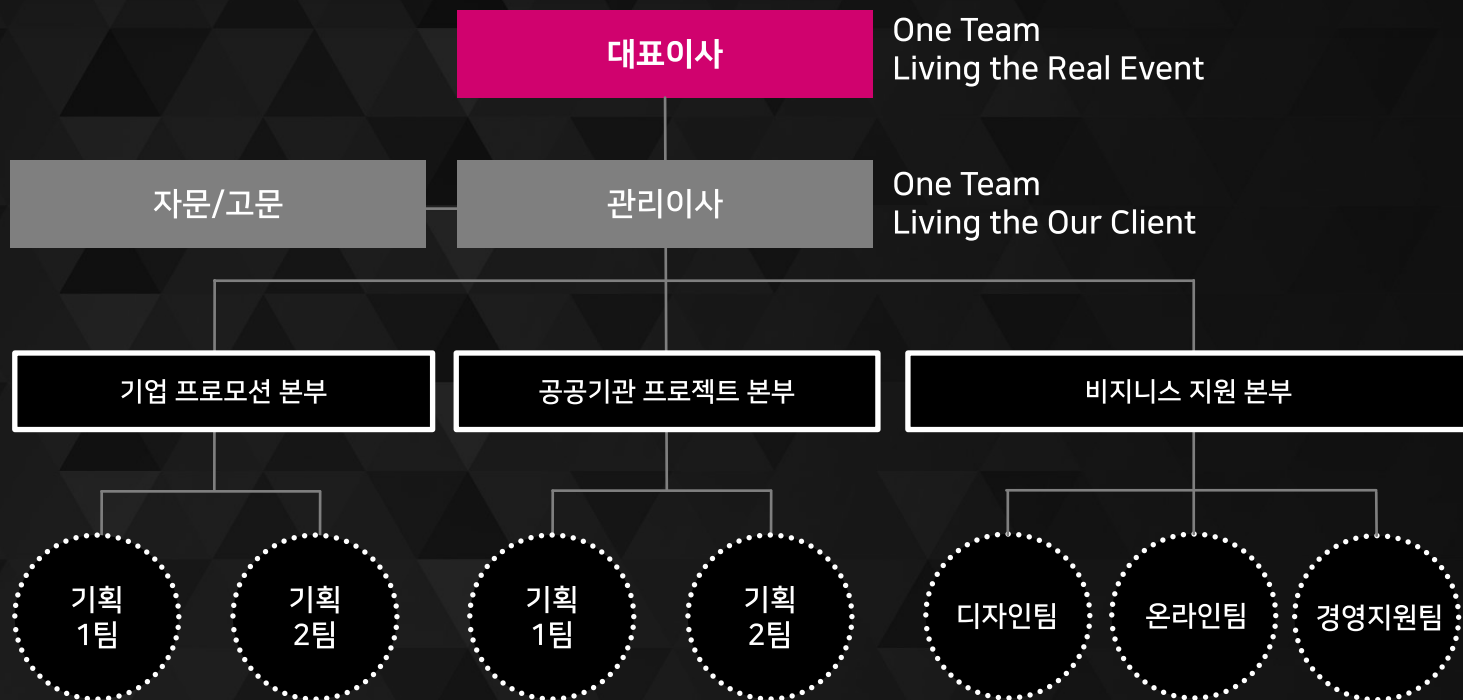 대표이사
One Team
Living the Real Event
자문/고문
관리이사
One Team
Living the Our Client
기업 프로모션 본부
공공기관 프로젝트 본부
비지니스 지원 본부
기획
1팀
기획
2팀
기획
1팀
기획
2팀
디자인팀
온라인팀
경영지원팀